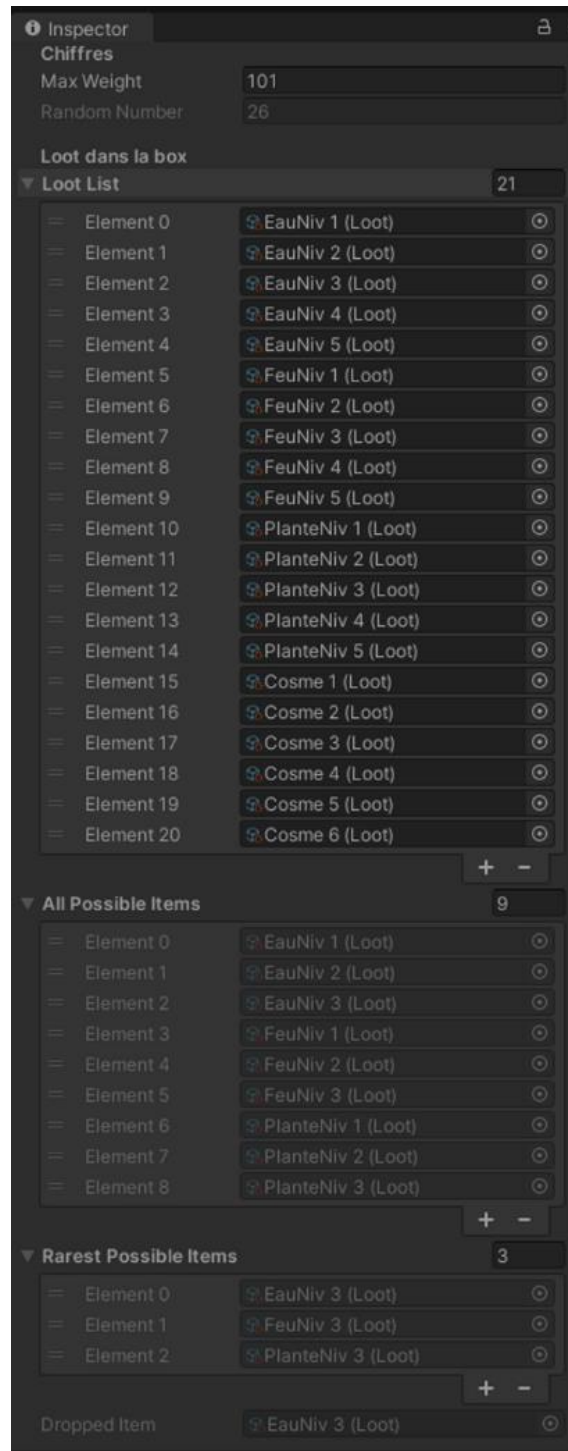 Inspector
Chiffres
Max Weight 101
Random Number 26
Loot dans la box
Loot List 21
Element 0 EauNiv 1 (Loot)
Element 1 EauNiv 2 (Loot)
Element 2 EauNiv 3 (Loot)
Element 3 EauNiv 4 (Loot)
Element 4 EauNiv 5 (Loot)
Element 5 FeuNiv 1 (Loot)
Element 6 FeuNiv 2 (Loot)
Element 7 FeuNiv 3 (Loot)
Element 8 FeuNiv 4 (Loot)
Element 9 FeuNiv 5 (Loot)
Element 10 PlanteNiv 1 (Loot)
Element 11 PlanteNiv 2 (Loot)
Element 12 PlanteNiv 3 (Loot)
Element 13 PlanteNiv 4 (Loot)
Element 14 PlanteNiv 5 (Loot)
Element 15 Cosme 1 (Loot)
Element 16 Cosme 2 (Loot)
Element 17 Cosme 3 (Loot)
Element 18 Cosme 4 (Loot)
Element 19 Cosme 5 (Loot)
Element 20 Cosme 6 (Loot)
+ -
All Possible Items 9
Element 0 EauNiv 1 (Loot)
Element 1 EauNiv 2 (Loot)
Element 2 EauNiv 3 (Loot)
Element 3 FeuNiv 1 (Loot)
Element 4 FeuNiv 2 (Loot)
Element 5 FeuNiv 3 (Loot)
Element 6 PlanteNiv 1 (Loot)
Element 7 PlanteNiv 2 (Loot)
Element 8 PlanteNiv 3 (Loot)
+ -
Rarest Possible Items 3
Element 0 EauNiv 3 (Loot)
Element 1 FeuNiv 3 (Loot)
Element 2 PlanteNiv 3 (Loot)
+ -
Dropped Item EauNiv 3 (Loot)